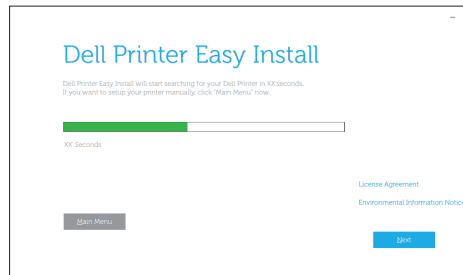 Dell Printer Easy Install
Dell Printer Easy Install will start searching for your Dell Printer in XX seconds.
If you want to setup your printer manually, click "Main Menu" now.
XX Seconds
License Agreement
Environmental Information Notice
Main Menu
Next